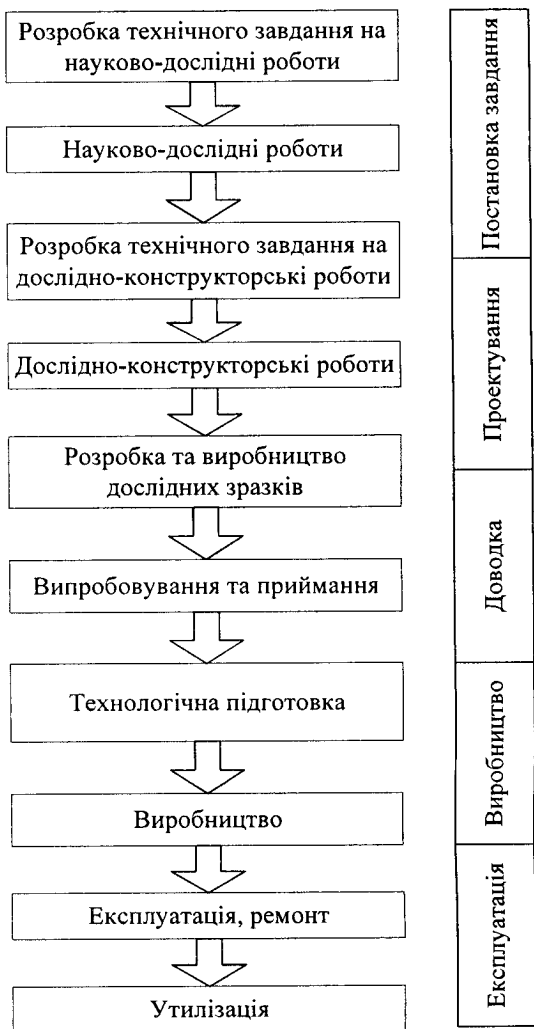 Розробка технічного завдання на
науково-дослідні роботи
Науково-дослідні роботи
Розробка технічного завдання на
дослідно-конструкторські роботи
Дослідно-конструкторські роботи
Розробка та виробництво
дослідних зразків
Випробовування та приймання
Технологічна підготовка
Виробництво
Експлуатація, ремонт
Утилізація
Постановка завдання
Проектування
Доводка
Виробництво
Експлуатація